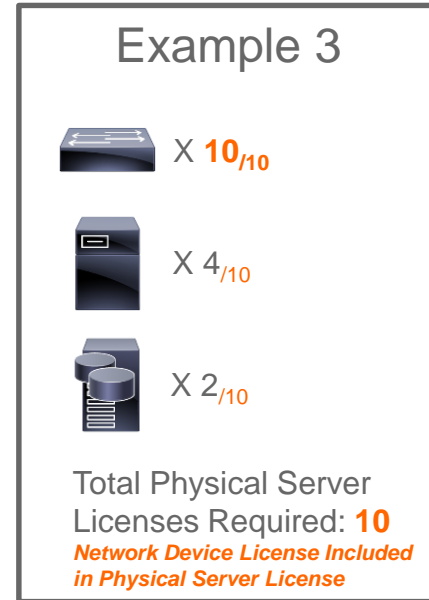 Example 3
X 10/10
X 4/10
X 2/10
Total Physical Server
Licenses Required: 10
Network Device License Included
in Physical Server License